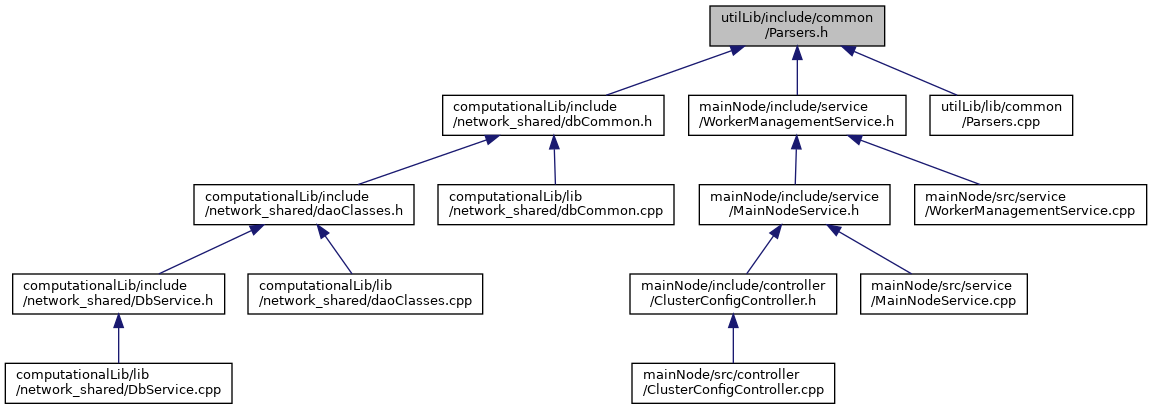 utilLib/include/common
/Parsers.h
computationalLib/include
/network_shared/dbCommon.h
mainNode/include/service
/WorkerManagementService.h
utilLib/lib/common
/Parsers.cpp
computationalLib/include
/network_shared/daoClasses.h
computationalLib/lib
/network_shared/dbCommon.cpp
mainNode/include/service
/MainNodeService.h
mainNode/src/service
/WorkerManagementService.cpp
computationalLib/include
/network_shared/DbService.h
computationalLib/lib
/network_shared/daoClasses.cpp
mainNode/include/controller
/ClusterConfigController.h
mainNode/src/service
/MainNodeService.cpp
computationalLib/lib
/network_shared/DbService.cpp
mainNode/src/controller
/ClusterConfigController.cpp